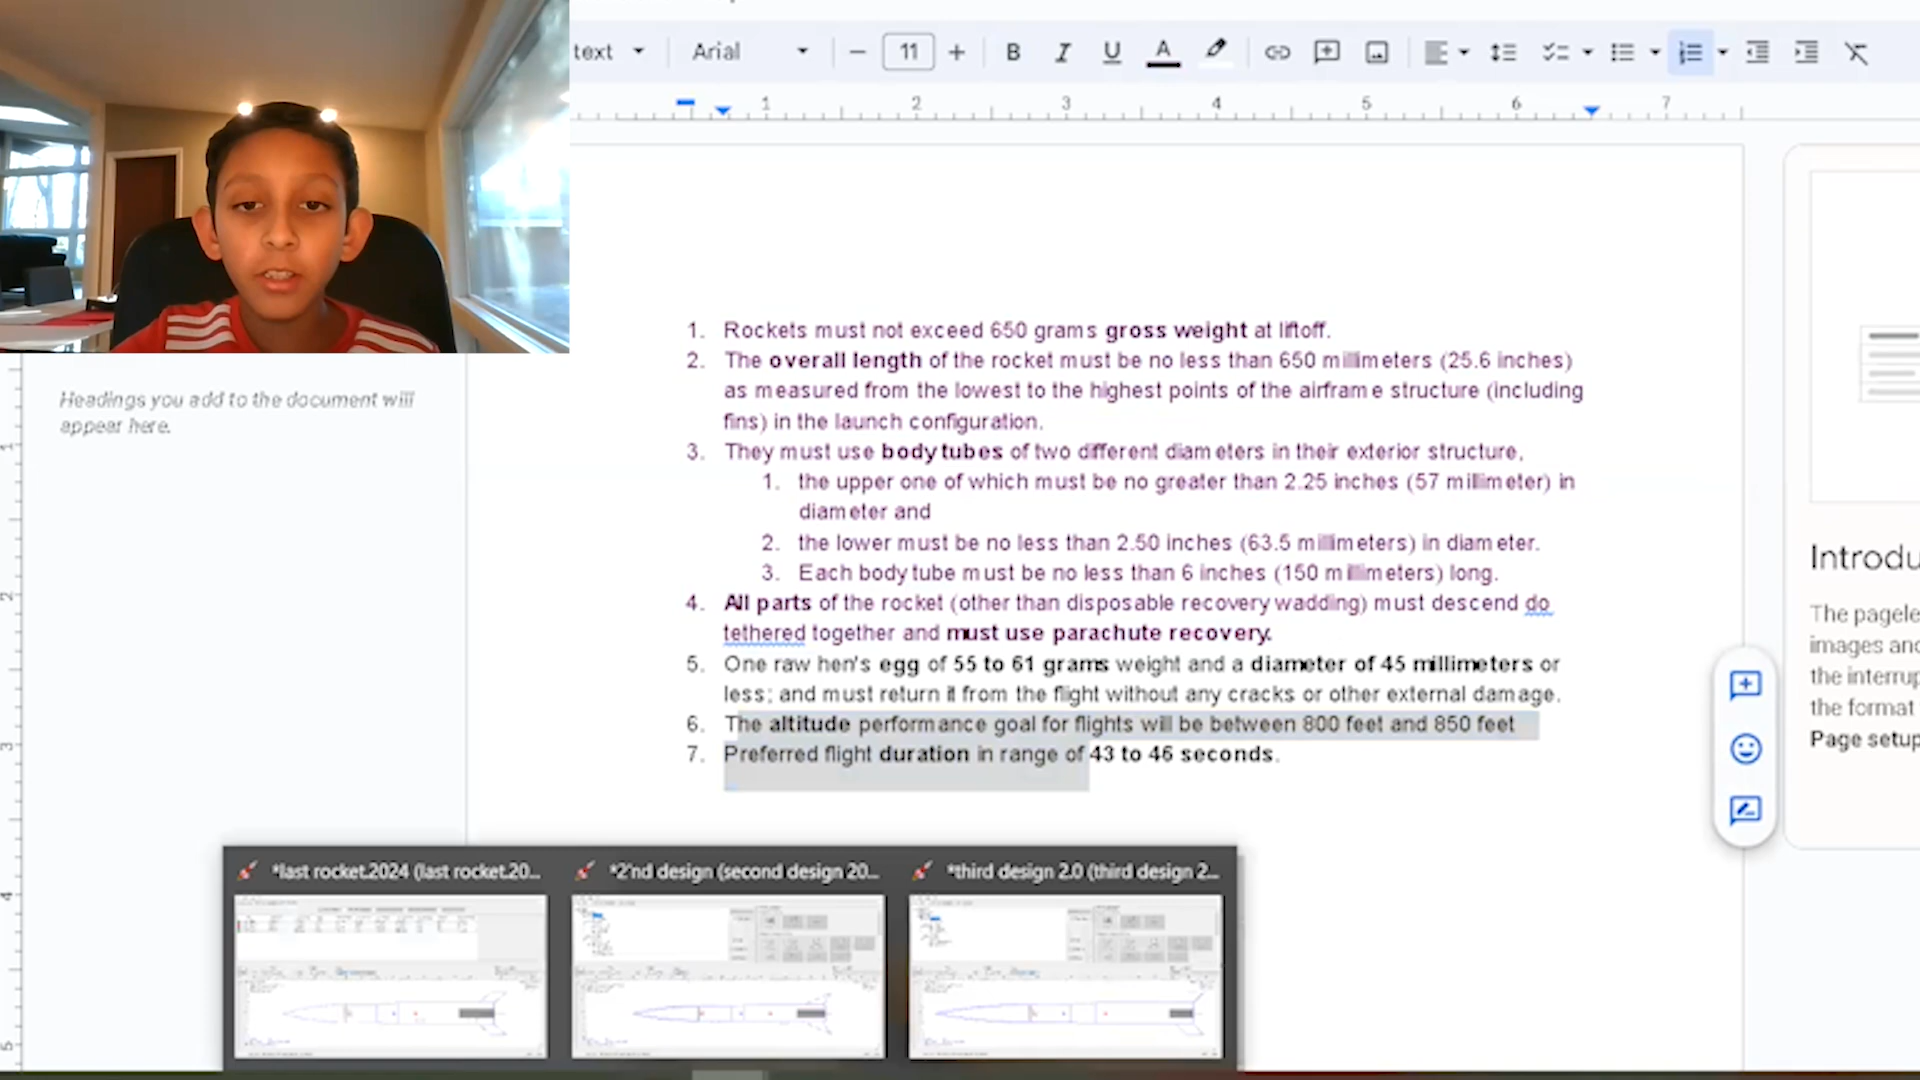 text Arial 11 B I U A
1 2 3 4 5 6 7
Headings you add to the document will
appear here.
1. Rockets must not exceed 650 grams gross weight at liftoff.
2. The overall length of the rocket must be no less than 650 millimeters (25.6 inches)
as measured from the lowest to the highest points of the airframe structure (including
fins) in the launch configuration.
3. They must use body tubes of two different diameters in their exterior structure,
1. the upper one of which must be no greater than 2.25 inches (57 millimeter) in
diameter and
2. the lower must be no less than 2.50 inches (63.5 millimeters) in diameter.
3. Each body tube must be no less than 6 inches (150 millimeters) long.
4. All parts of the rocket (other than disposable recovery wadding) must descend do
tethered together and must use parachute recovery.
5. One raw hen's egg of 55 to 61 grams weight and a diameter of 45 millimeters or
less; and must return it from the flight without any cracks or other external damage.
6. The altitude performance goal for flights will be between 800 feet and 850 feet
7. Preferred flight duration in range of 43 to 46 seconds.
Introdu
The pagele
images and
the interrup
the format
Page setup
1
2
3
4
5
*last rocket.2024 (last rocket.20... *2'nd design (second design 20... *third design 2.0 (third design 2...